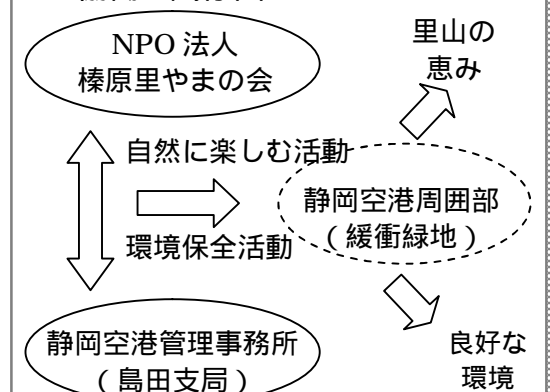 NPO 法人
榛原里やまの会
里山の
恵み
自然に楽しむ活動
静岡空港周囲部
（緩衝緑地）
環境保全活動
静岡空港管理事務所
（島田支局）
良好な
環境